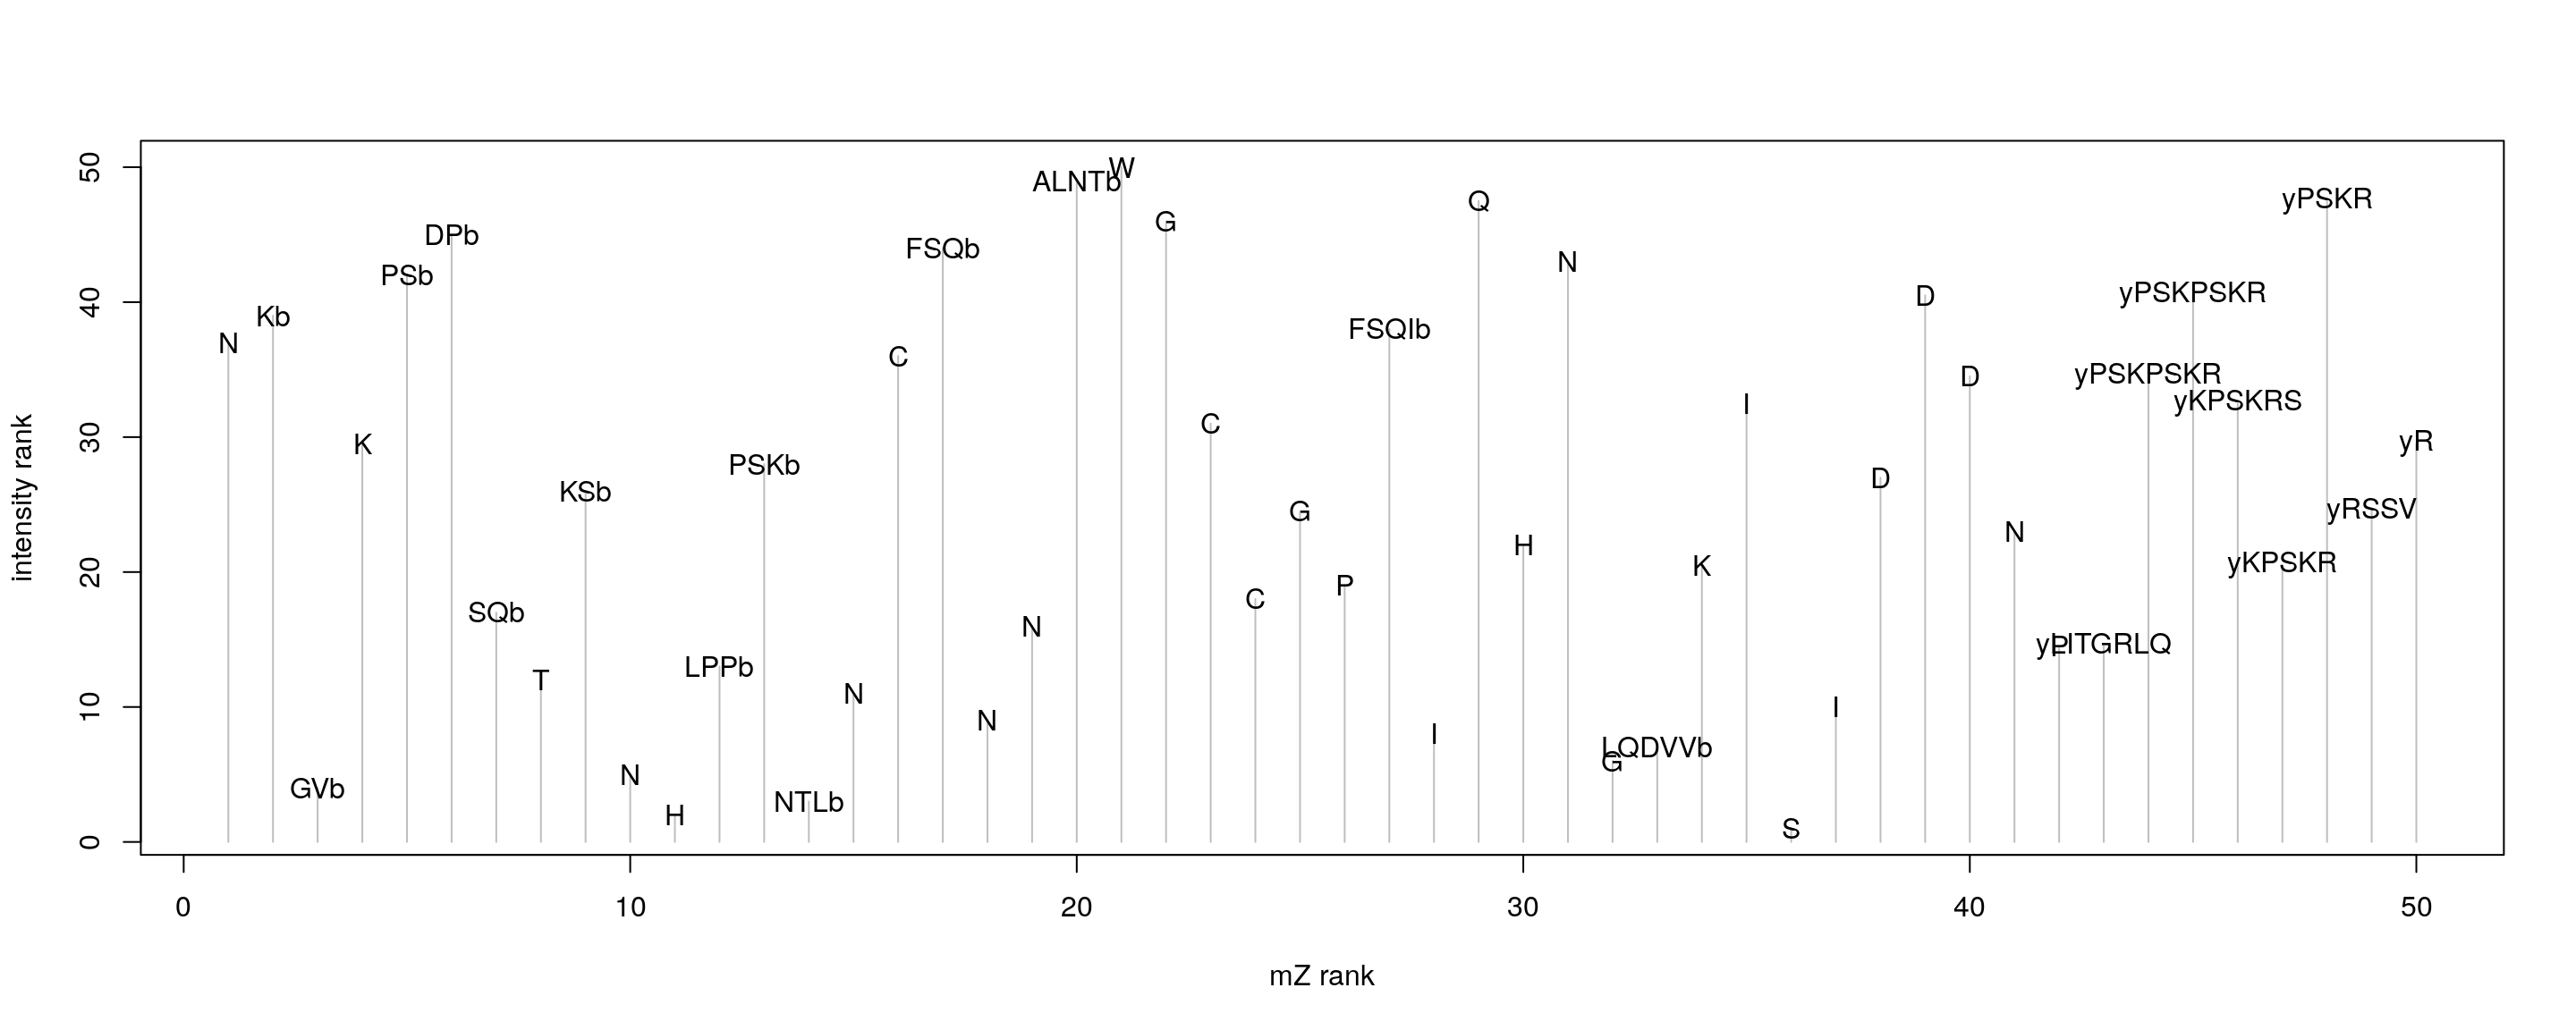 50
40
30
20
10
0
intensity rank
N
Kb
GVb
K
PSb
DPb
SQb
T
KSb
N
H
LPPb
PSKb
NTLb
N
C
FSQb
N
N
ALNTb
W
G
C
C
G
P
FSQIb
I
Q
H
N
G
LQDVVb
K
I
S
I
D
D
D
N
P
yLITGRLQ
yPSKPSKR
yPSKPSKR
yKPSKRS
yKPSKR
yPSKR
yRSSV
yR
0 10 20 30 40 50
mZ rank